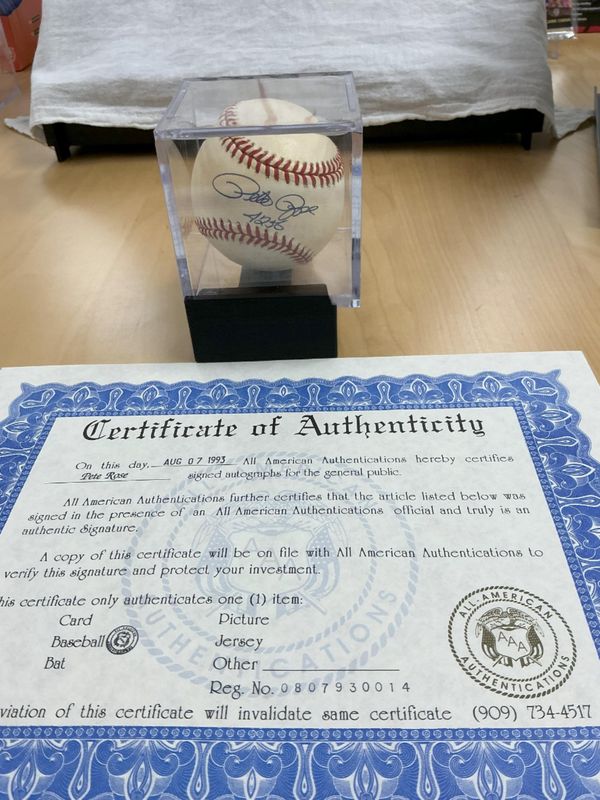 Pete Rose
4256
Certificate of Authenticity
On this day, AUG 07 1993 All American Authentications hereby certifies
Pete Rose signed autographs for the general public.
All American Authentications further certifies that the article listed below was
signed in the presence of an All American Authentications official and truly is an
authentic Signature.
A copy of this certificate will be on file with All American Authentications to
verify this signature and protect your investment.
his certificate only authenticates one (1) item:
Card Picture
Baseball Jersey
Bat Other
Reg. No. 0807930014
viation of this certificate will invalidate same certificate (909) 734-4517
ALL-AMERICAN
AAA
AUTHENTICATIONS
AUTHENTICATIONS